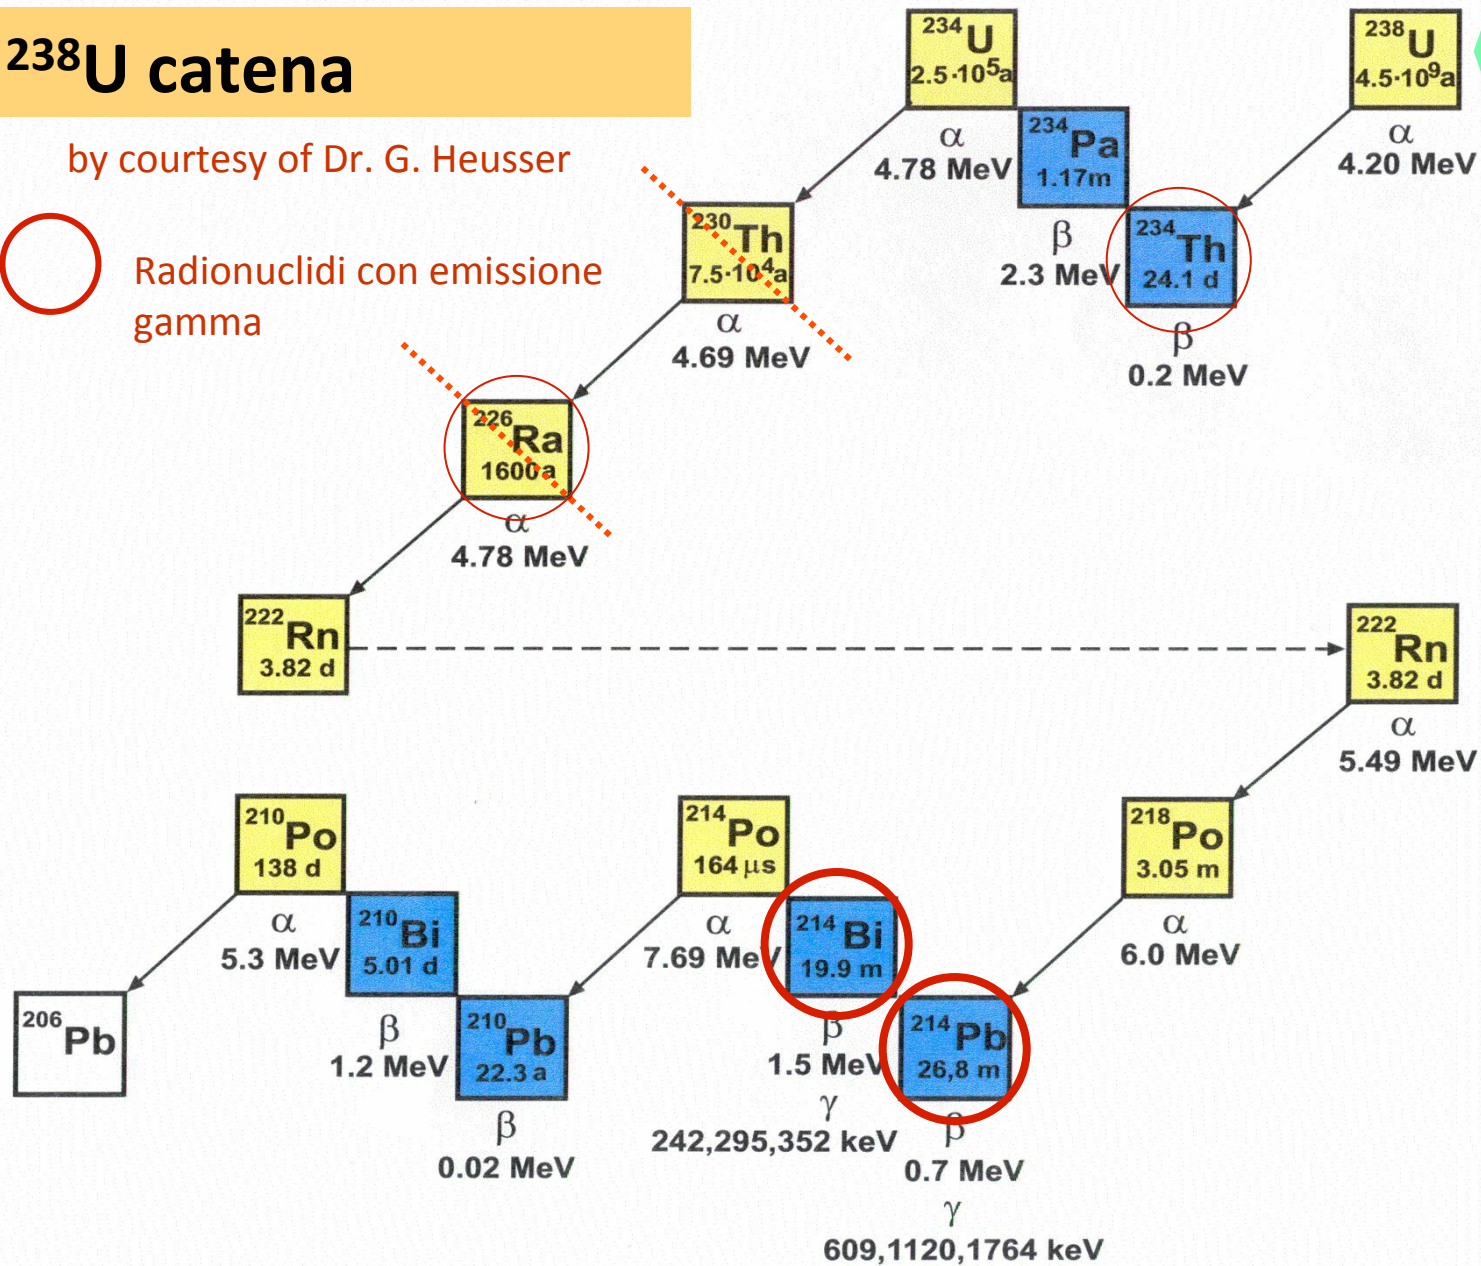 ²³⁸U catena
by courtesy of Dr. G. Heusser
Radionuclidi con emissione
gamma
²³⁴U
2.5·10⁵a
α
4.78 MeV
²³⁸U
4.5·10⁹a
α
4.20 MeV
²³⁴Pa
1.17m
β
2.3 MeV
²³⁴Th
24.1 d
β
0.2 MeV
²³⁰Th
7.5·10⁴a
α
4.69 MeV
²²⁶Ra
1600a
α
4.78 MeV
²²²Rn
3.82 d
²²²Rn
3.82 d
α
5.49 MeV
²¹⁰Po
138 d
α
5.3 MeV
²¹⁴Po
164 μs
α
7.69 MeV
²¹⁸Po
3.05 m
α
6.0 MeV
²¹⁰Bi
5.01 d
β
1.2 MeV
²¹⁴Bi
19.9 m
β
1.5 MeV
γ
242,295,352 keV
²⁰⁶Pb
²¹⁰Pb
22.3 a
β
0.02 MeV
²¹⁴Pb
26,8 m
β
0.7 MeV
γ
609,1120,1764 keV